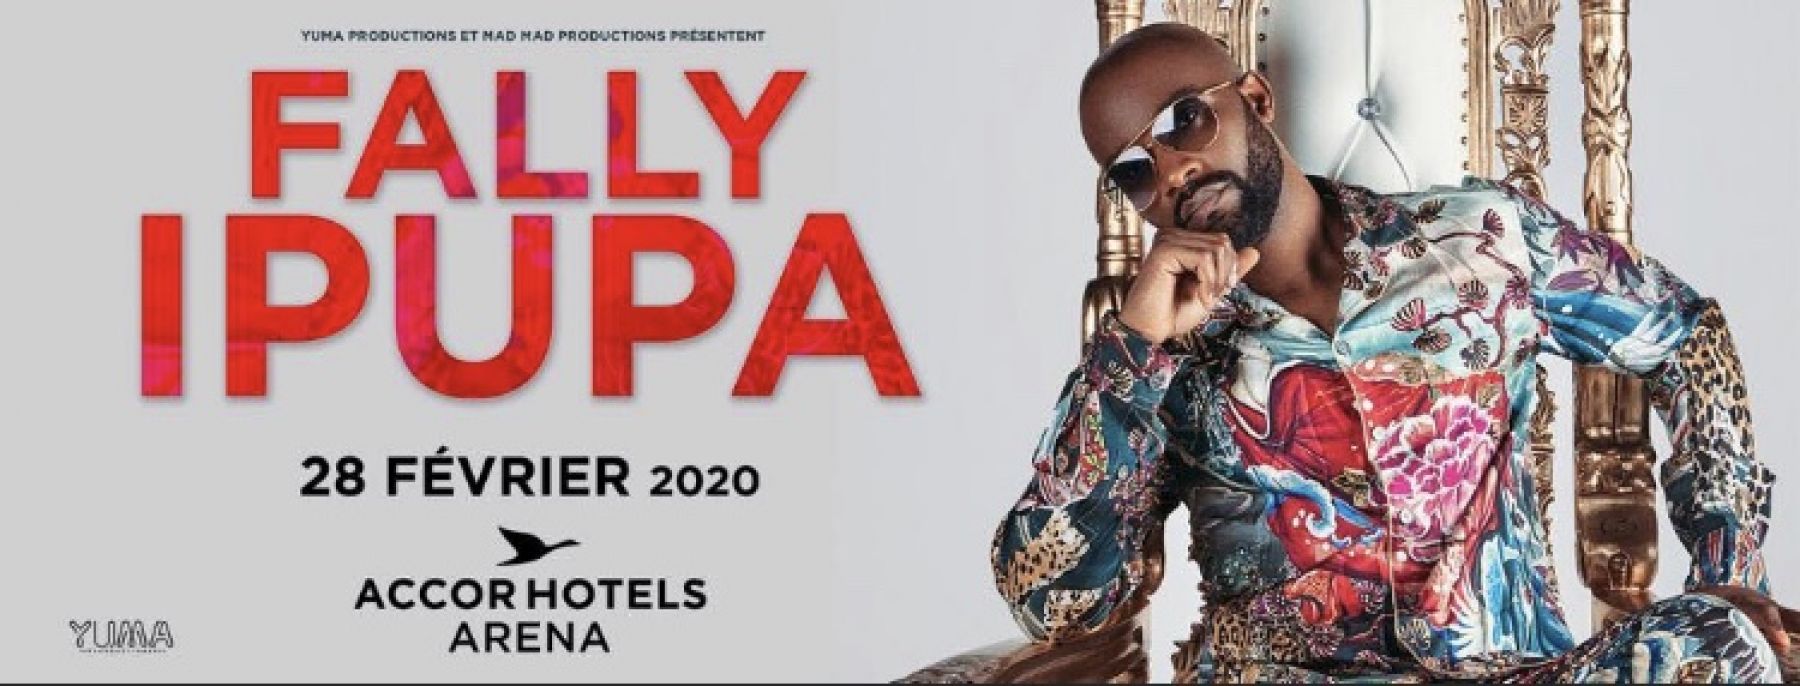 YUMA PRODUCTIONS ET MAD MAD PRODUCTIONS PRÉSENTENT
FALLY
IPUPA
28 FÉVRIER 2020
ACCOR HOTELS
ARENA
YUMA